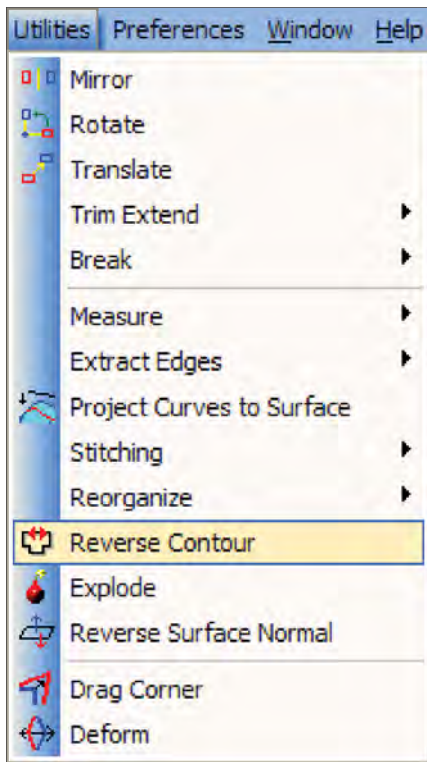 Utilities Preferences Window Help
Mirror
Rotate
Translate
Trim Extend
Break
Measure
Extract Edges
Project Curves to Surface
Stitching
Reorganize
Reverse Contour
Explode
Reverse Surface Normal
Drag Corner
Deform